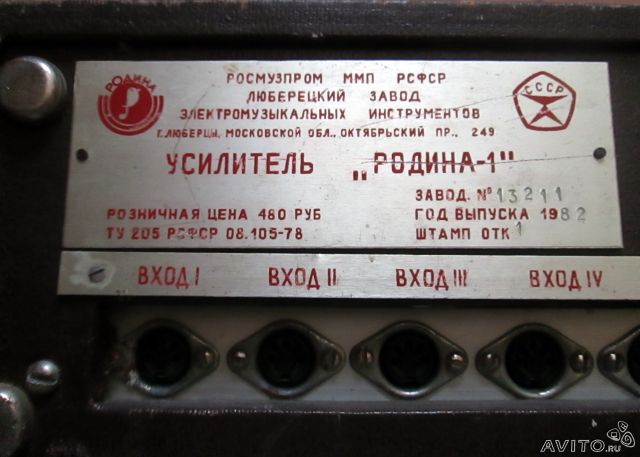 РОДИНА
РОСМУЗПРОМ ММП РСФСР
ЛЮБЕРЕЦКИЙ ЗАВОД
ЭЛЕКТРОМУЗЫКАЛЬНЫХ ИНСТРУМЕНТОВ
Г.ЛЮБЕРЦЫ, МОСКОВСКОЙ ОБЛ., ОКТЯБРЬСКИЙ ПР., 249
СССР
УСИЛИТЕЛЬ „РОДИНА-1"
ЗАВОД. № 13211
РОЗНИЧНАЯ ЦЕНА 480 РУБ
ГОД ВЫПУСКА 1982
ТУ 205 РСФСР 08.105-78
ШТАМП ОТК 1
ВХОД I ВХОД II ВХОД III ВХОД IV
AVITO.RU